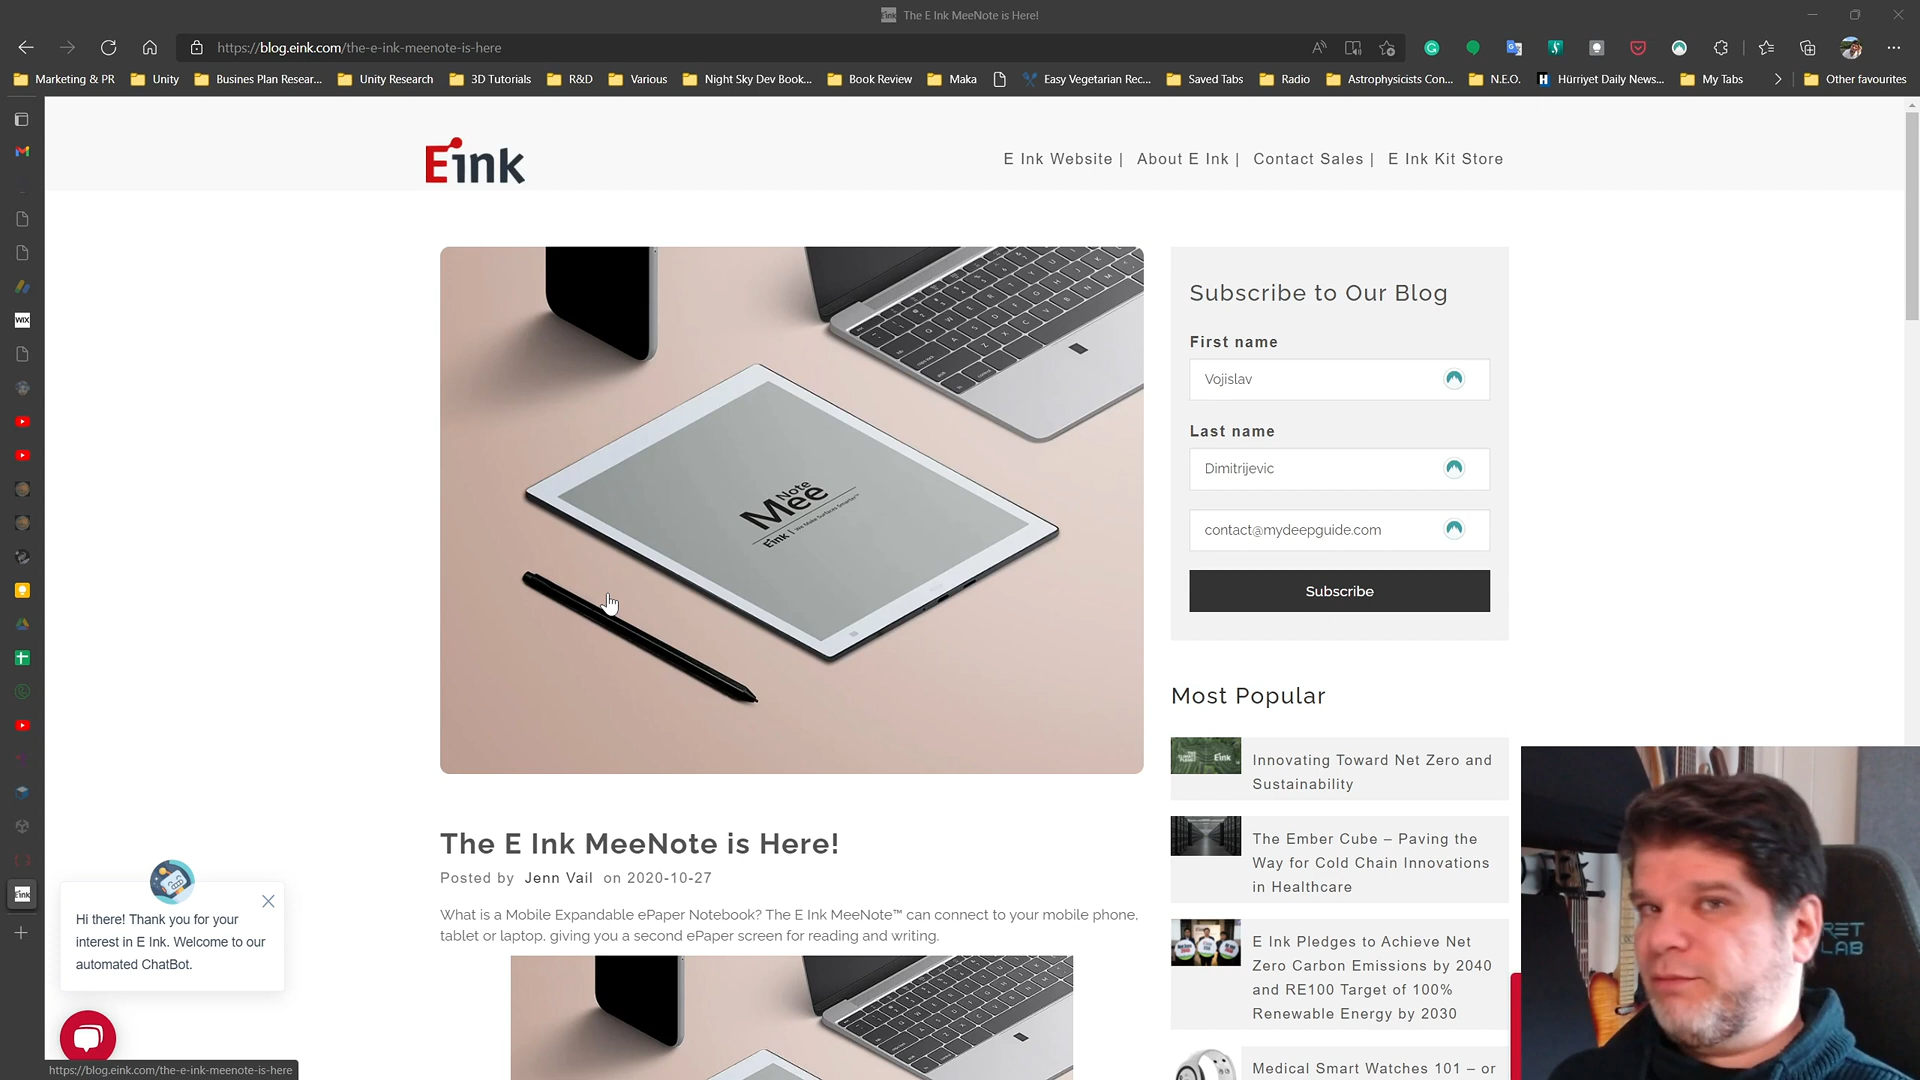 The E Ink MeeNote is Here!
https://blog.eink.com/the-e-ink-meenote-is-here
Marketing & PR
Unity
Busines Plan Resear...
Unity Research
3D Tutorials
R&D
Various
Night Sky Dev Book...
Book Review
Maka
Easy Vegetarian Rec...
Saved Tabs
Radio
Astrophysicists Con...
N.E.O.
Hürriyet Daily News...
My Tabs
Other favourites
Eink
E Ink Website |
About E Ink |
Contact Sales |
E Ink Kit Store
Note
Mee
Eink | We Make Surfaces Smarter™
Subscribe to Our Blog
First name
Vojislav
Last name
Dimitrijevic
contact@mydeepguide.com
Subscribe
Most Popular
Innovating Toward Net Zero and
Sustainability
The Ember Cube – Paving the
Way for Cold Chain Innovations
in Healthcare
E Ink Pledges to Achieve Net
Zero Carbon Emissions by 2040
and RE100 Target of 100%
Renewable Energy by 2030
Medical Smart Watches 101 – or
The E Ink MeeNote is Here!
Posted by Jenn Vail on 2020-10-27
What is a Mobile Expandable ePaper Notebook? The E Ink MeeNote™ can connect to your mobile phone,
tablet or laptop. giving you a second ePaper screen for reading and writing.
WIX
Eink
Hi there! Thank you for your
interest in E Ink. Welcome to our
automated ChatBot.
https://blog.eink.com/the-e-ink-meenote-is-here